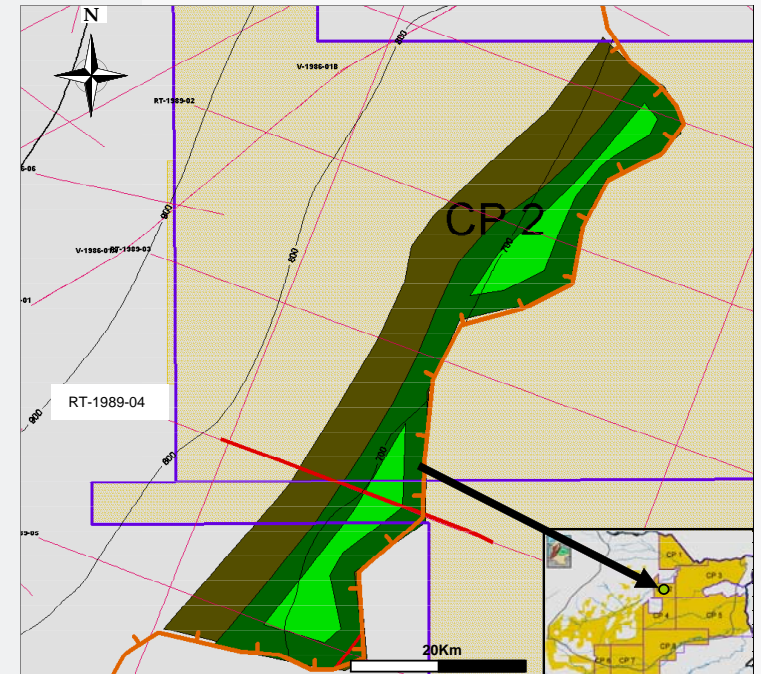 N
800
V-1986-018
RT-1989-02
900
CP 2
700
V-1986-01
RT-1989-03
800
-01
RT-1989-04
900
700
800
CP 1
CP 3
CP 4
CP 5
CP 8
CP 6
CP 7
20Km